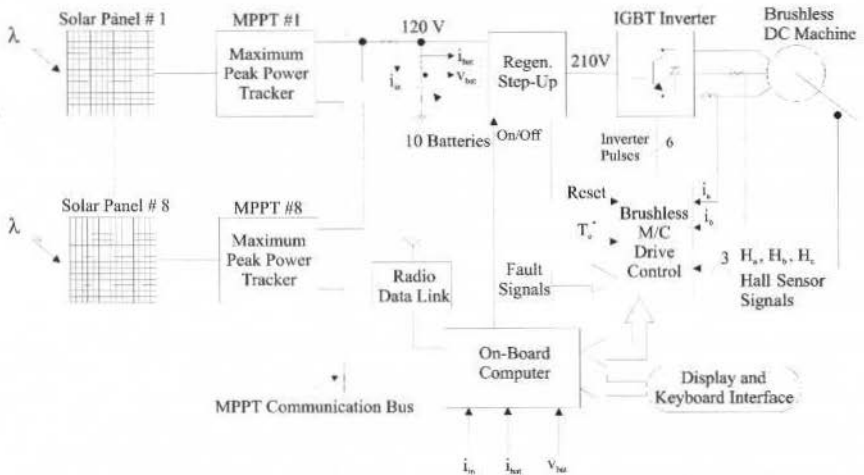 Solar Panel # 1
MPPT #1
120 V
IGBT Inverter
Brushless
DC Machine
λ
Maximum
Peak Power
Tracker
i_in
i_bat
v_bat
Regen.
Step-Up
210V
10 Batteries
On/Off
Inverter
Pulses
6
Solar Panel # 8
MPPT #8
λ
Maximum
Peak Power
Tracker
Reset
T_e*
Brushless
M/C
Drive
Control
i_b
3
H_a, H_b, H_c
Hall Sensor
Signals
Radio
Data Link
Fault
Signals
On-Board
Computer
Display and
Keyboard Interface
MPPT Communication Bus
i_in
i_bat
v_bat